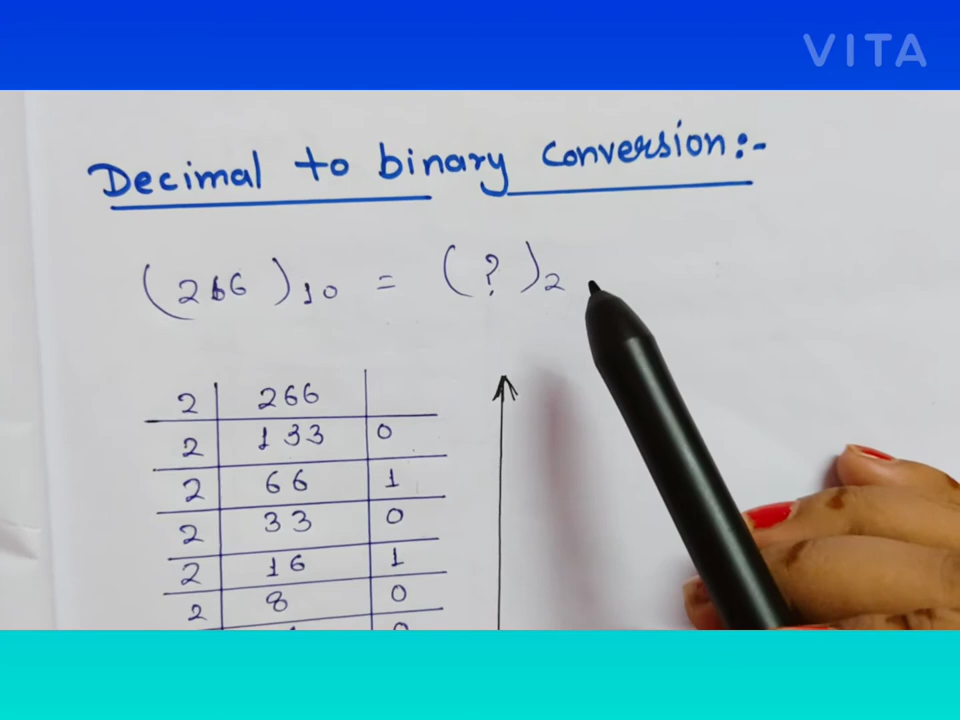 VITA
Decimal to binary conversion:-
(266)10 = (?)2
2 266
2 133 0
2 66 1
2 33 0
2 16 1
2 8 0